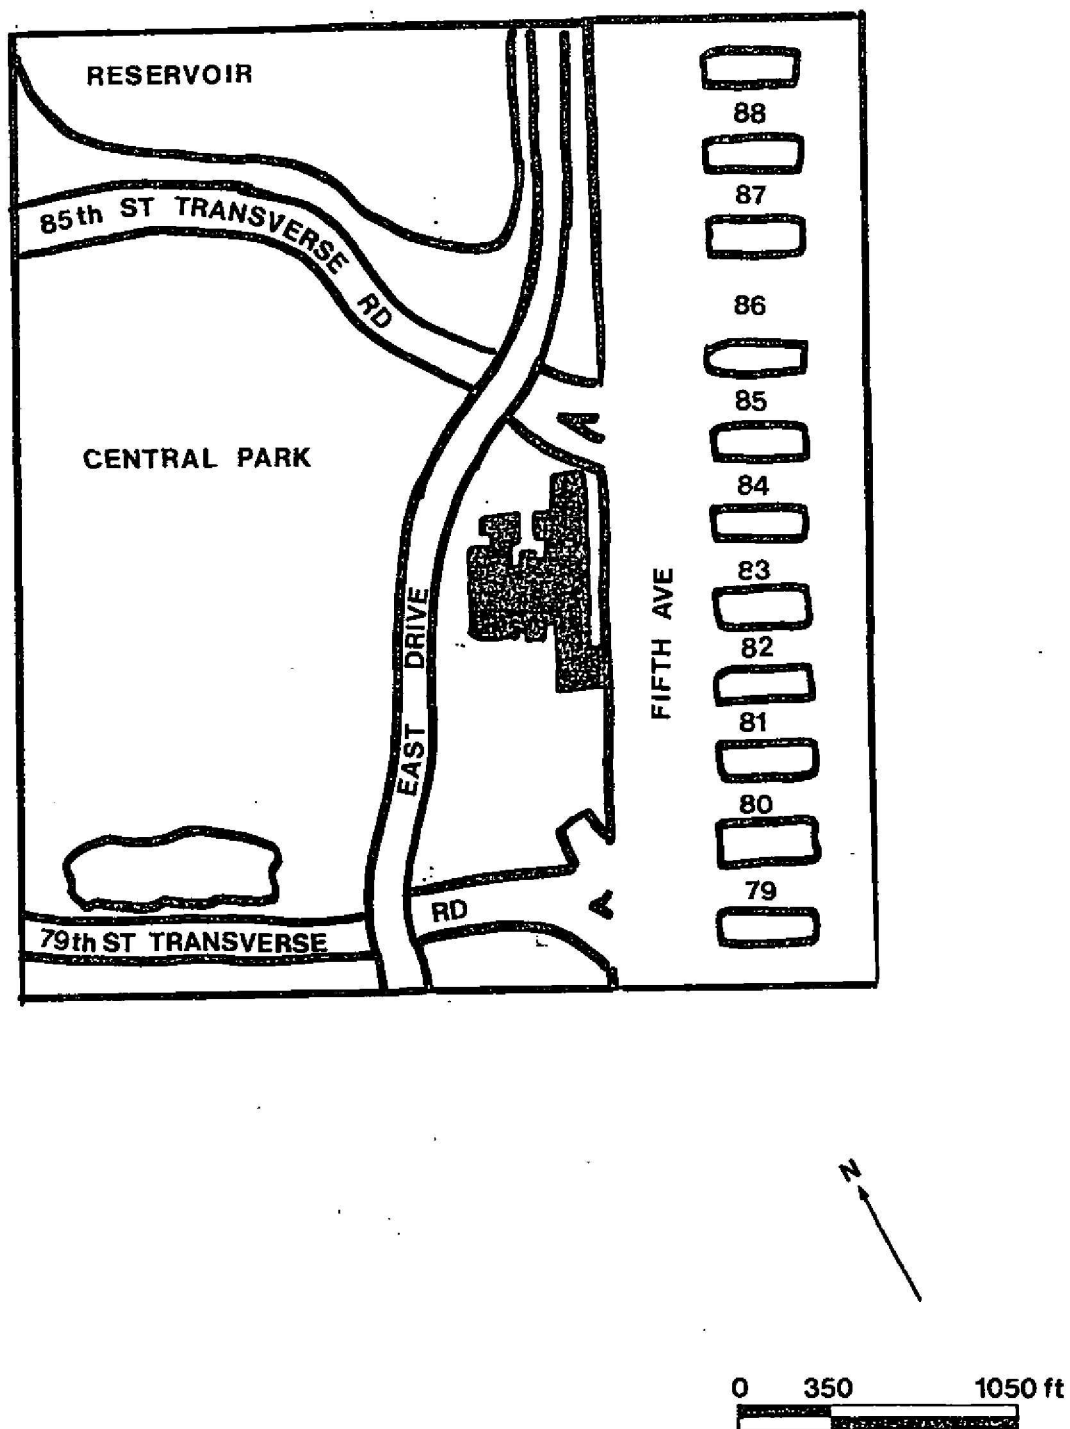 RESERVOIR
88
87
85th ST TRANSVERSE RD
86
85
CENTRAL PARK
84
83
FIFTH AVE
82
81
EAST DRIVE
80
79
RD
79th ST TRANSVERSE
N
0 350 1050 ft